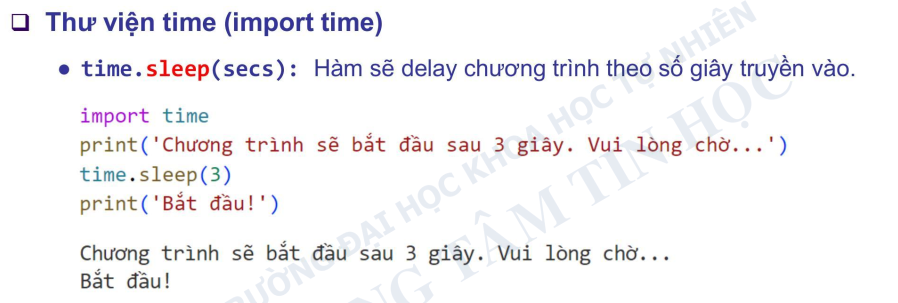 ❑ Thư viện time (import time)
● time.sleep(secs): Hàm sẽ delay chương trình theo số giây truyền vào.
import time
print('Chương trình sẽ bắt đầu sau 3 giây. Vui lòng chờ...')
time.sleep(3)
print('Bắt đầu!')
Chương trình sẽ bắt đầu sau 3 giây. Vui lòng chờ...
Bắt đầu!
ĐẠI HỌC KHOA HỌC TỰ NHIÊN
TÂM TIN HỌC